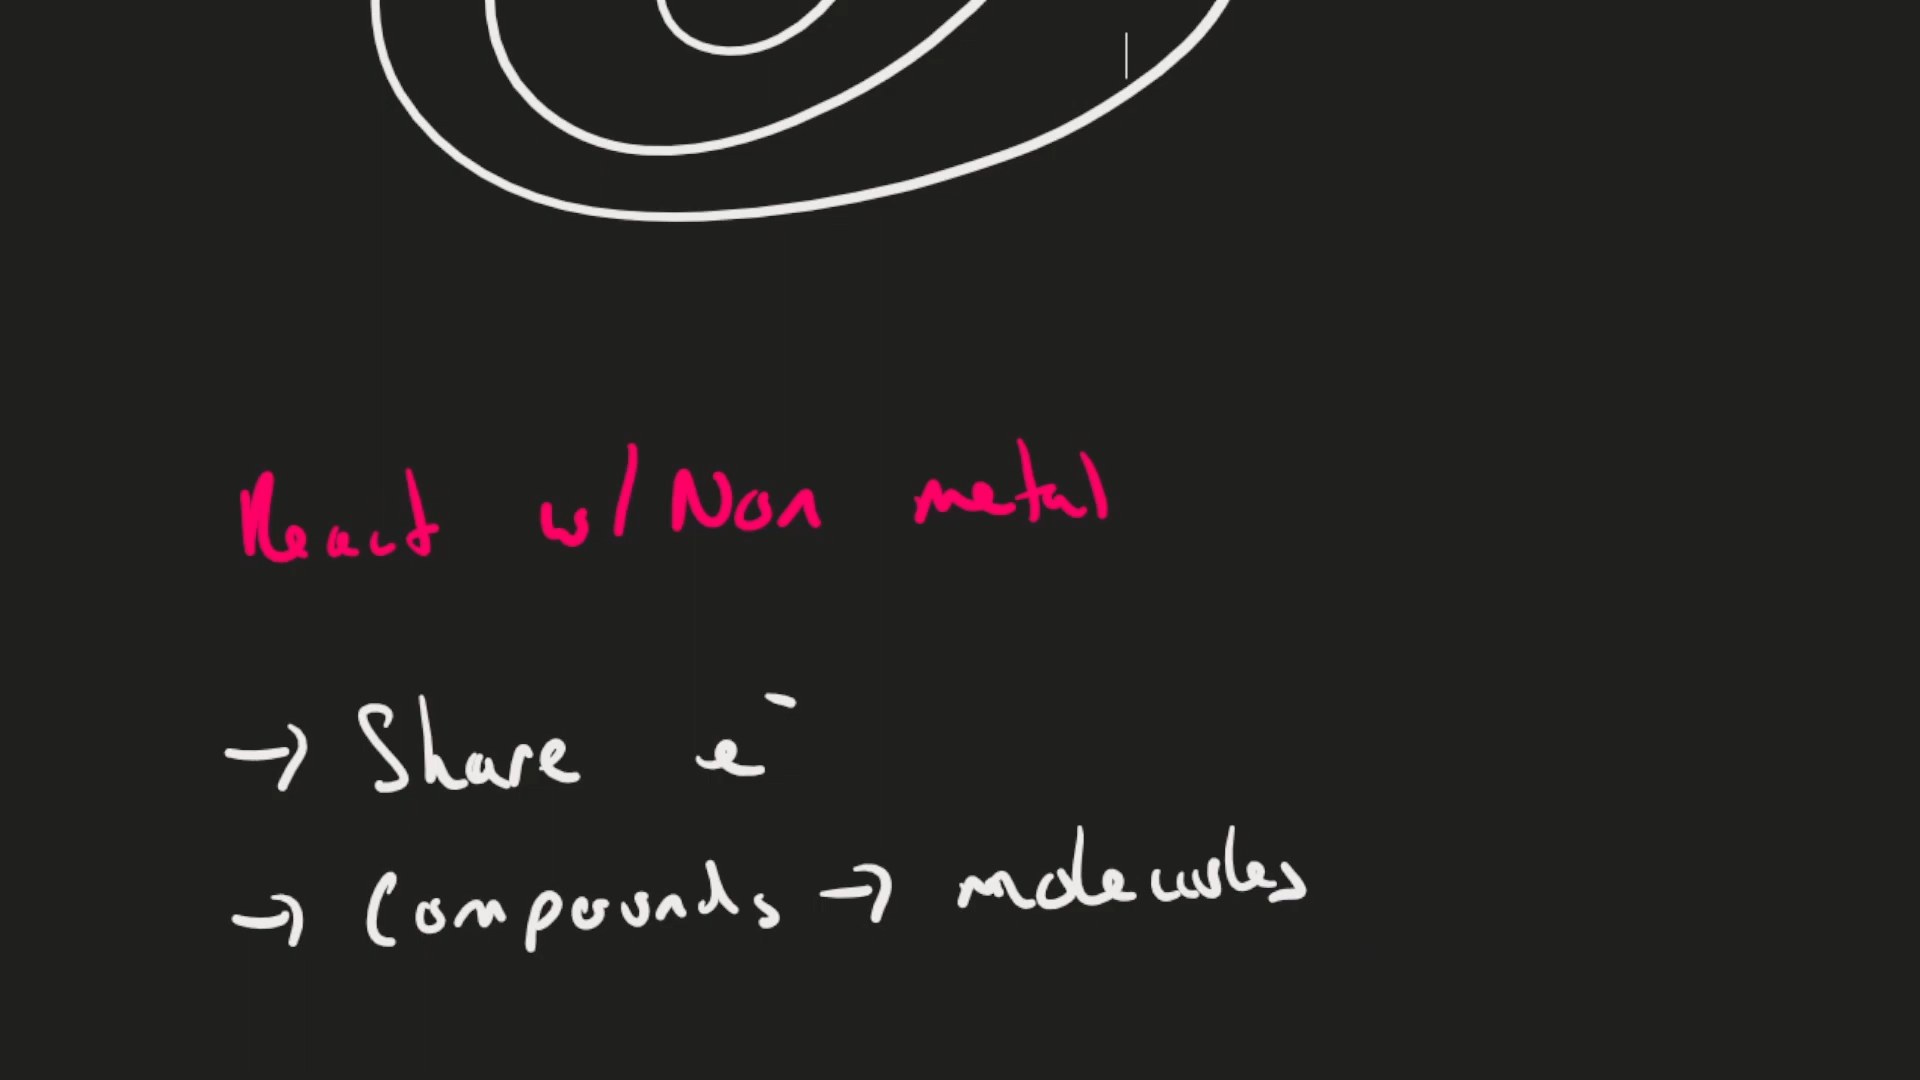 React w/ Non metal
→ Share e⁻
→ Compounds → molecules